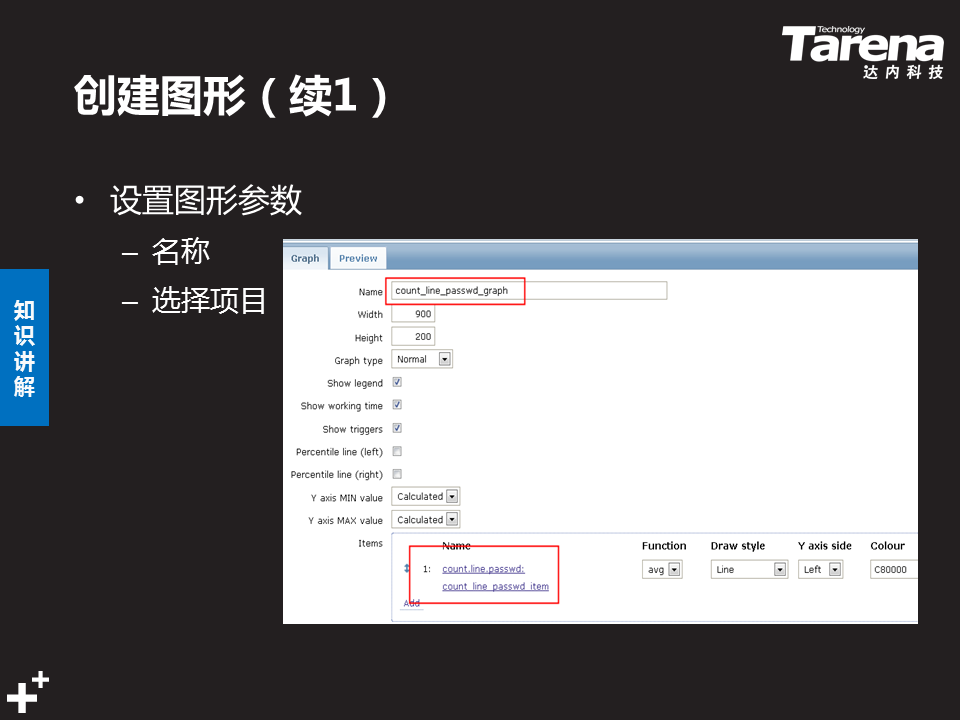 Technology
Tarena
达内科技
创建图形（续1）
• 设置图形参数
– 名称
– 选择项目
知识讲解
Graph Preview
Name count_line_passwd_graph
Width 900
Height 200
Graph type Normal
Show legend
Show working time
Show triggers
Percentile line (left)
Percentile line (right)
Y axis MIN value Calculated
Y axis MAX value Calculated
Items Name Function Draw style Y axis side Colour
1: count.line.passwd: avg Line Left C80000
count_line_passwd_item
Add